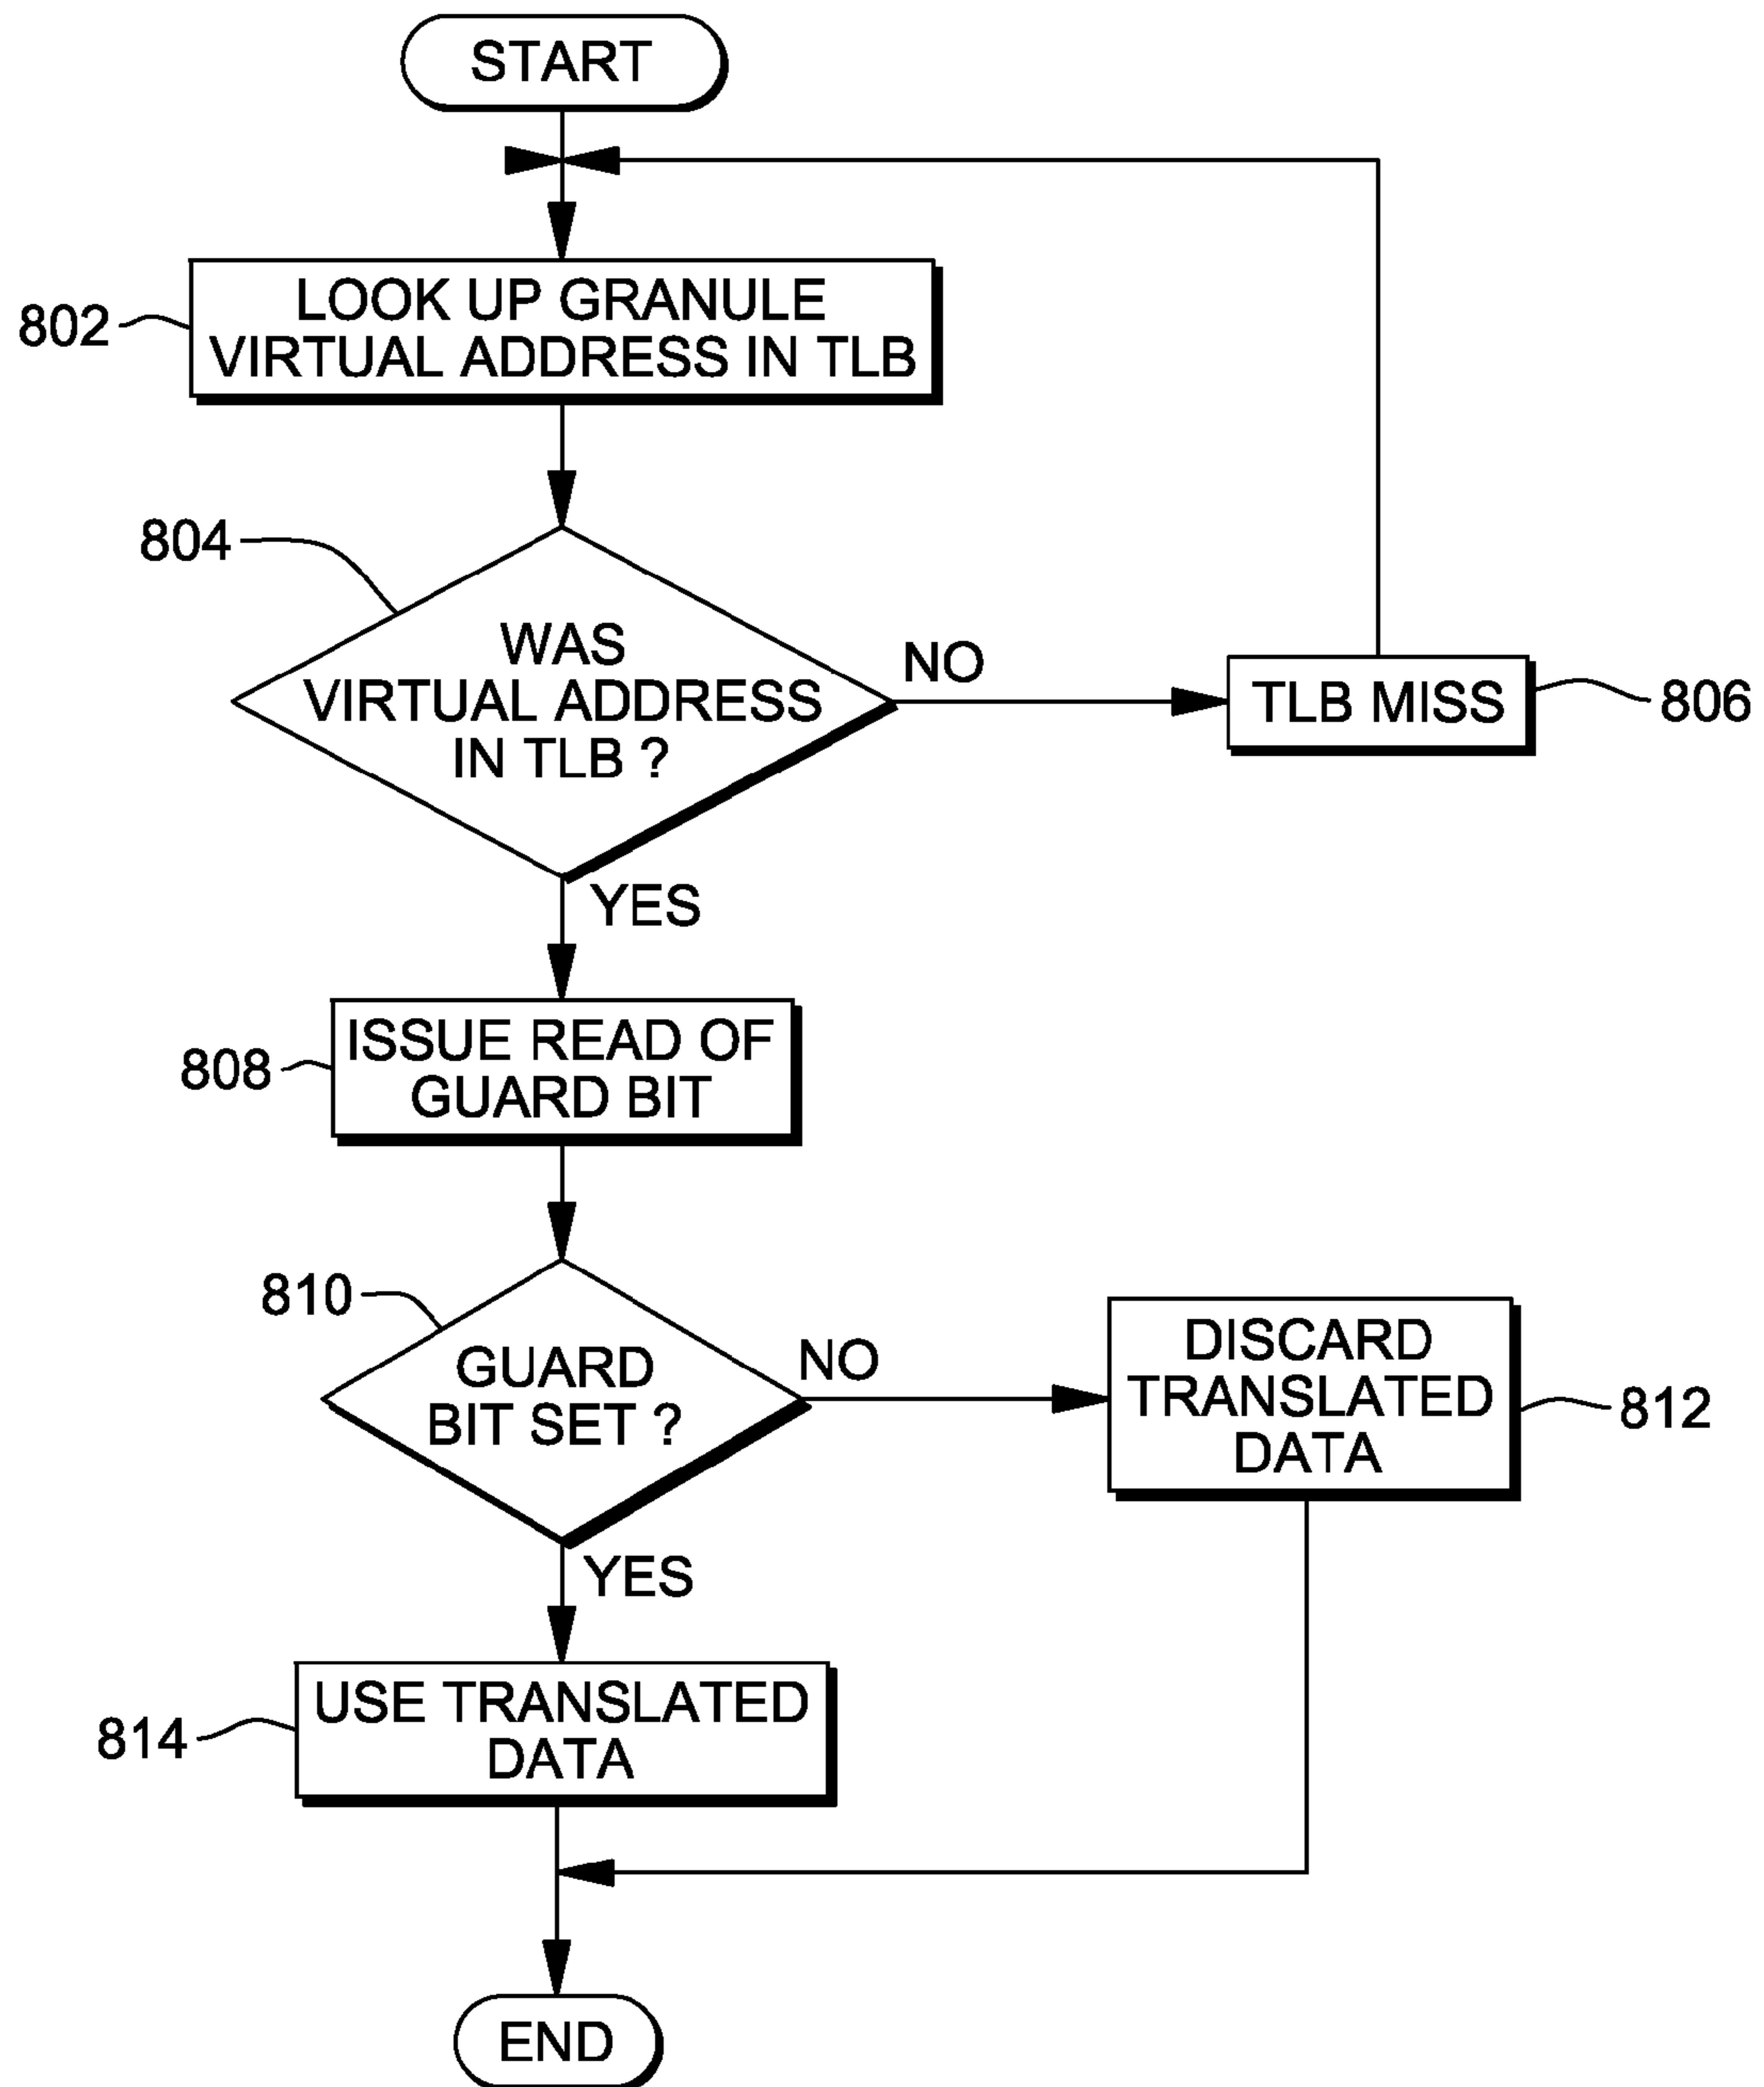 START
802
LOOK UP GRANULE
VIRTUAL ADDRESS IN TLB
804
WAS
VIRTUAL ADDRESS
IN TLB ?
NO
TLB MISS
806
YES
808
ISSUE READ OF
GUARD BIT
810
GUARD
BIT SET ?
NO
DISCARD
TRANSLATED
DATA
812
YES
814
USE TRANSLATED
DATA
END